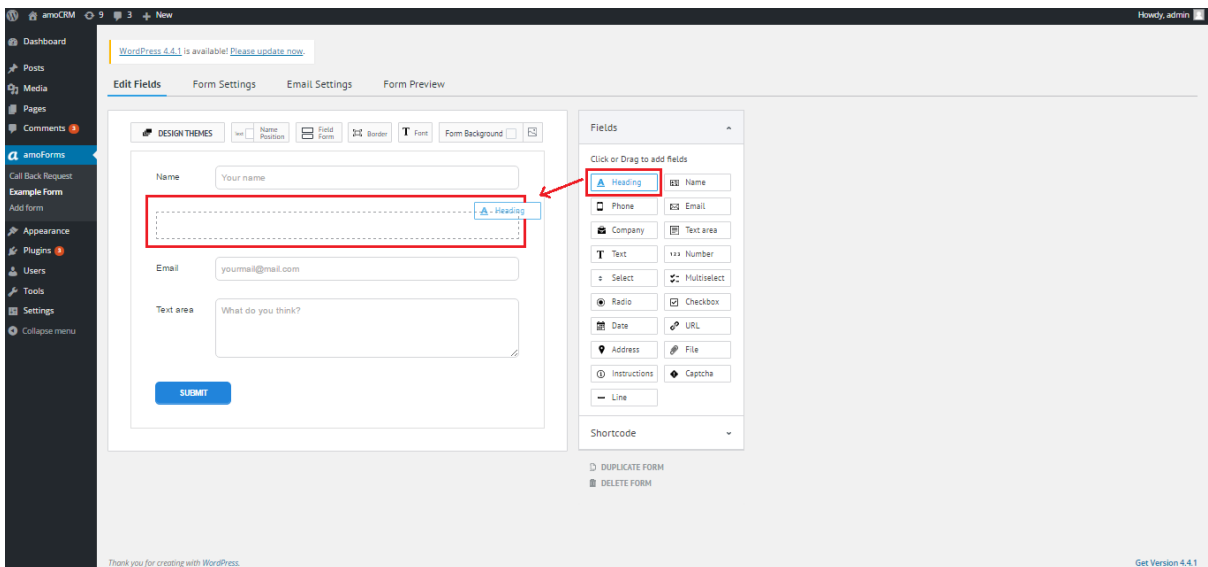 amoCRM 9 3 + New Howdy, admin
Dashboard
Posts
Media
Pages
Comments 3
amoForms
Call Back Request
Example Form
Add form
Appearance
Plugins 3
Users
Tools
Settings
Collapse menu
WordPress 4.4.1 is available! Please update now.
Edit Fields Form Settings Email Settings Form Preview
DESIGN THEMES
Name Position
Field Form
Border
T Font
Form Background
Name
Your name
A Heading
Email
yourmail@mail.com
Text area
What do you think?
SUBMIT
Fields
Click or Drag to add fields
A Heading Name
Phone Email
Company Text area
T Text 123 Number
Select Multiselect
Radio Checkbox
Date URL
Address File
Instructions Captcha
Line
Shortcode
DUPLICATE FORM
DELETE FORM
Thank you for creating with WordPress. Get Version 4.4.1